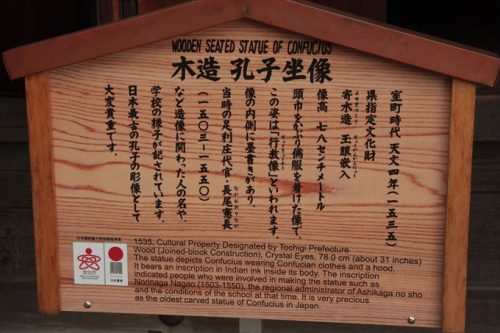 WOODEN SEATED STATUE OF CONFUCIUS
木造 孔子坐像
室町時代 天文四年(一五三五)
県指定文化財
寄木造 玉眼嵌入
像高 七八センチメートル
頭巾をかぶり儒服を着けた像で、
この姿は「行教像」といわれます。
像の内側に墨書きがあり
当時の足利庄代官・長尾憲長
(一五〇三-一五五〇)
など造像に関わった人の名や、
学校の様子が記されています。
日本最古の孔子の彫像として
大変貴重です。
1535, Cultural Property Designated by Tochigi Prefecture
Wood (Joined-block Construction), Crystal Eyes, 78.0 cm (about 31 inches)
The statue depicts Confucius wearing Confucian clothes and a hood.
It bears an inscription in Indian ink inside its body. The inscription
indicated people who were involved in making the statue such as
Norinaga Nagao (1503-1550), the regional administrator of Ashikaga no sho
and the conditions of the school at that time. It is very precious
as the oldest carved statue of Confucius in Japan.
文化庁